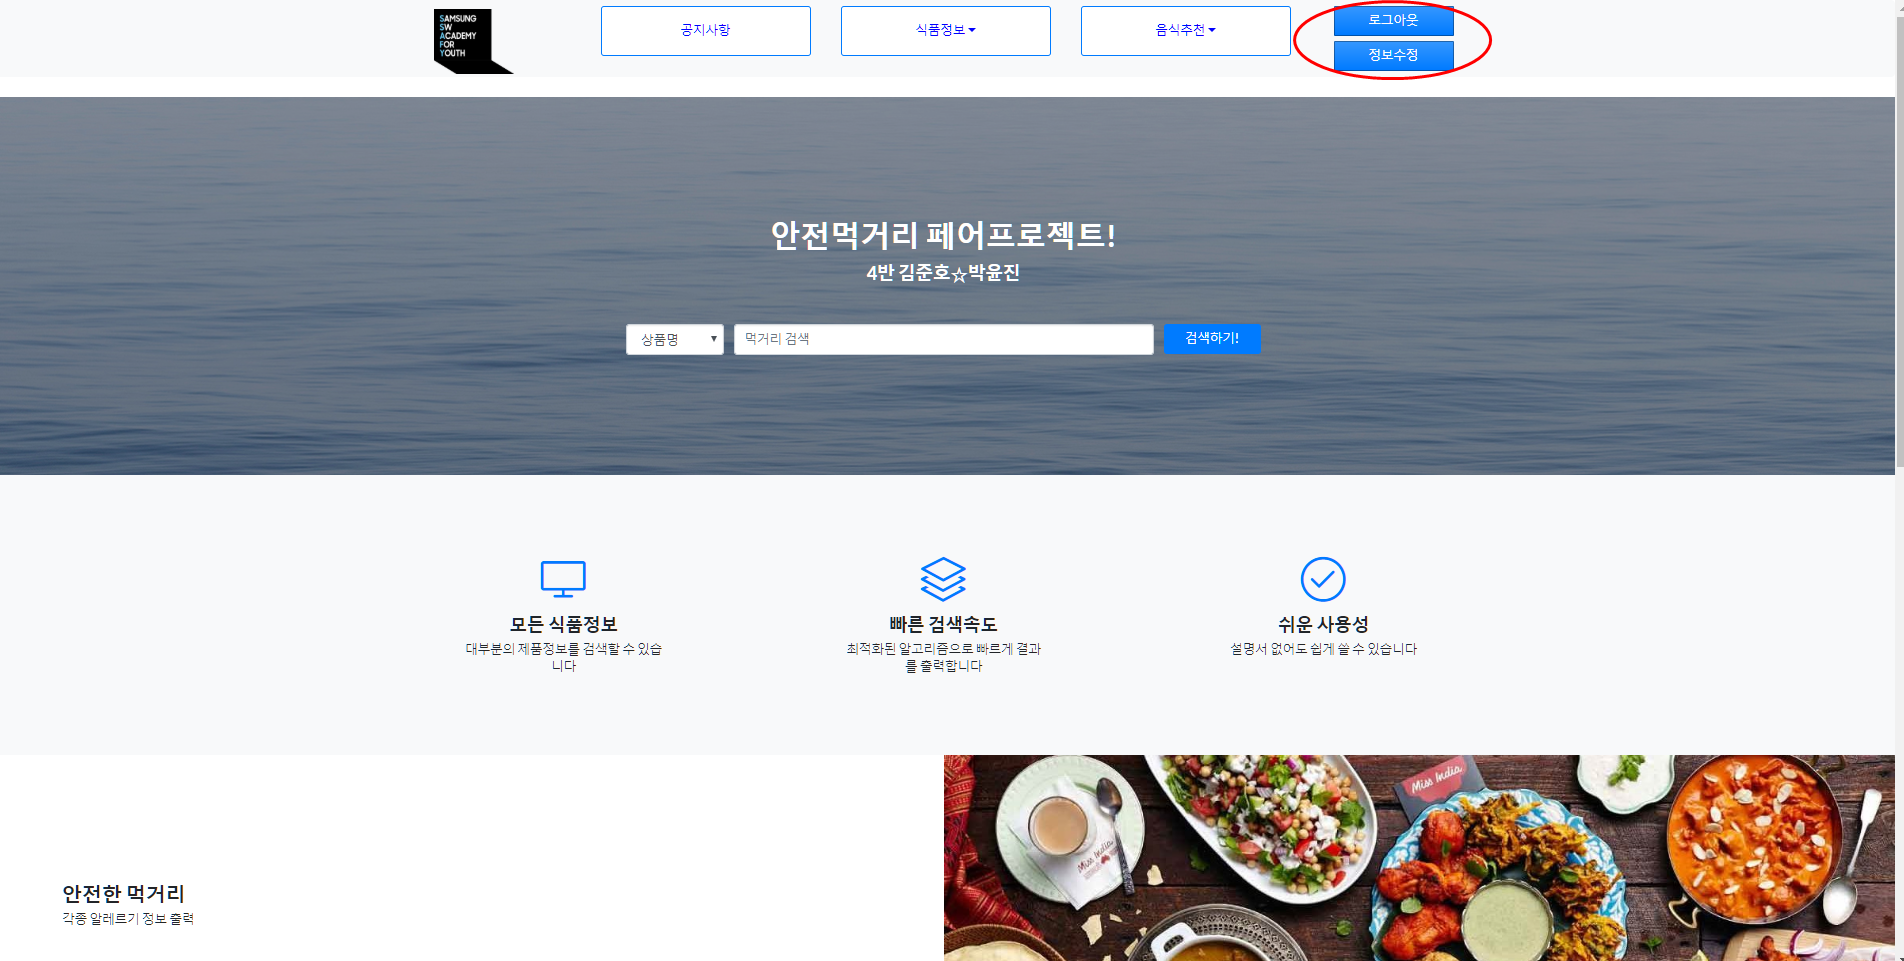 SAMSUNG
SW
ACADEMY
FOR
YOUTH
공지사항
식품정보
음식추천
로그아웃
정보수정
안전먹거리 페어프로젝트!
4반 김준호☆박윤진
상품명
먹거리 검색
검색하기!
모든 식품정보
대부분의 제품정보를 검색할 수 있습
니다
빠른 검색속도
최적화된 알고리즘으로 빠르게 결과
를 출력합니다
쉬운 사용성
설명서 없어도 쉽게 쓸 수 있습니다
안전한 먹거리
각종 알레르기 정보 출력
Miss India
Miss India